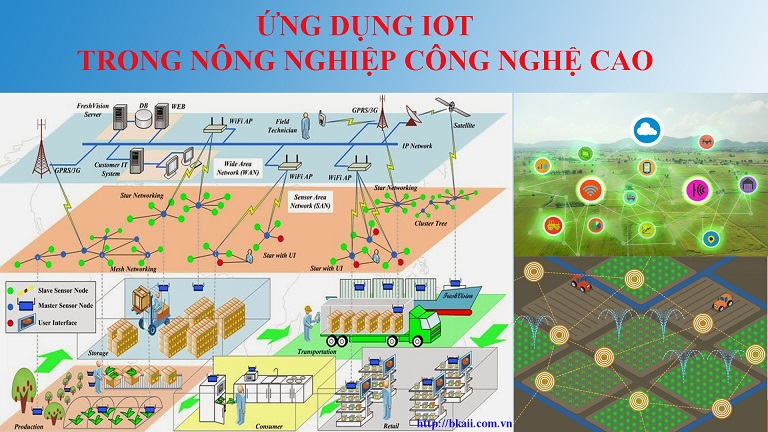 ỨNG DỤNG IOT
TRONG NÔNG NGHIỆP CÔNG NGHỆ CAO
FreshVision
Server
DB
WEB
WiFi AP
Field
Technician
GPRS/3G
Satellite
IP Network
GPRS/3G
Customer IT
System
Wide Area
Network (WAN)
WiFi AP
WiFi AP
Star Networking
Sensor Area
Network (SAN)
Star Networking
Cluster Tree
Mesh Networking
Star with UI
Star with UI
Slave Sensor Node
Master Sensor Node
User Interface
FreshVision
Storage
Transportation
Production
Consumer
Retail
http://bkaii.com.vn